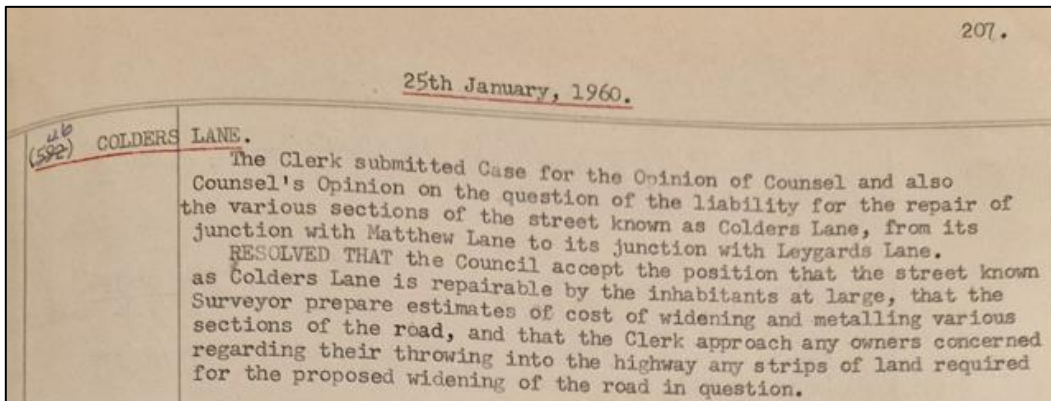 207.
25th January, 1960.
(592) COLDERS LANE.
The Clerk submitted Case for the Opinion of Counsel and also
Counsel's Opinion on the question of the liability for the repair of
the various sections of the street known as Colders Lane, from its
junction with Matthew Lane to its junction with Leygards Lane.
RESOLVED THAT the Council accept the position that the street known
as Colders Lane is repairable by the inhabitants at large, that the
Surveyor prepare estimates of cost of widening and metalling various
sections of the road, and that the Clerk approach any owners concerned
regarding their throwing into the highway any strips of land required
for the proposed widening of the road in question.